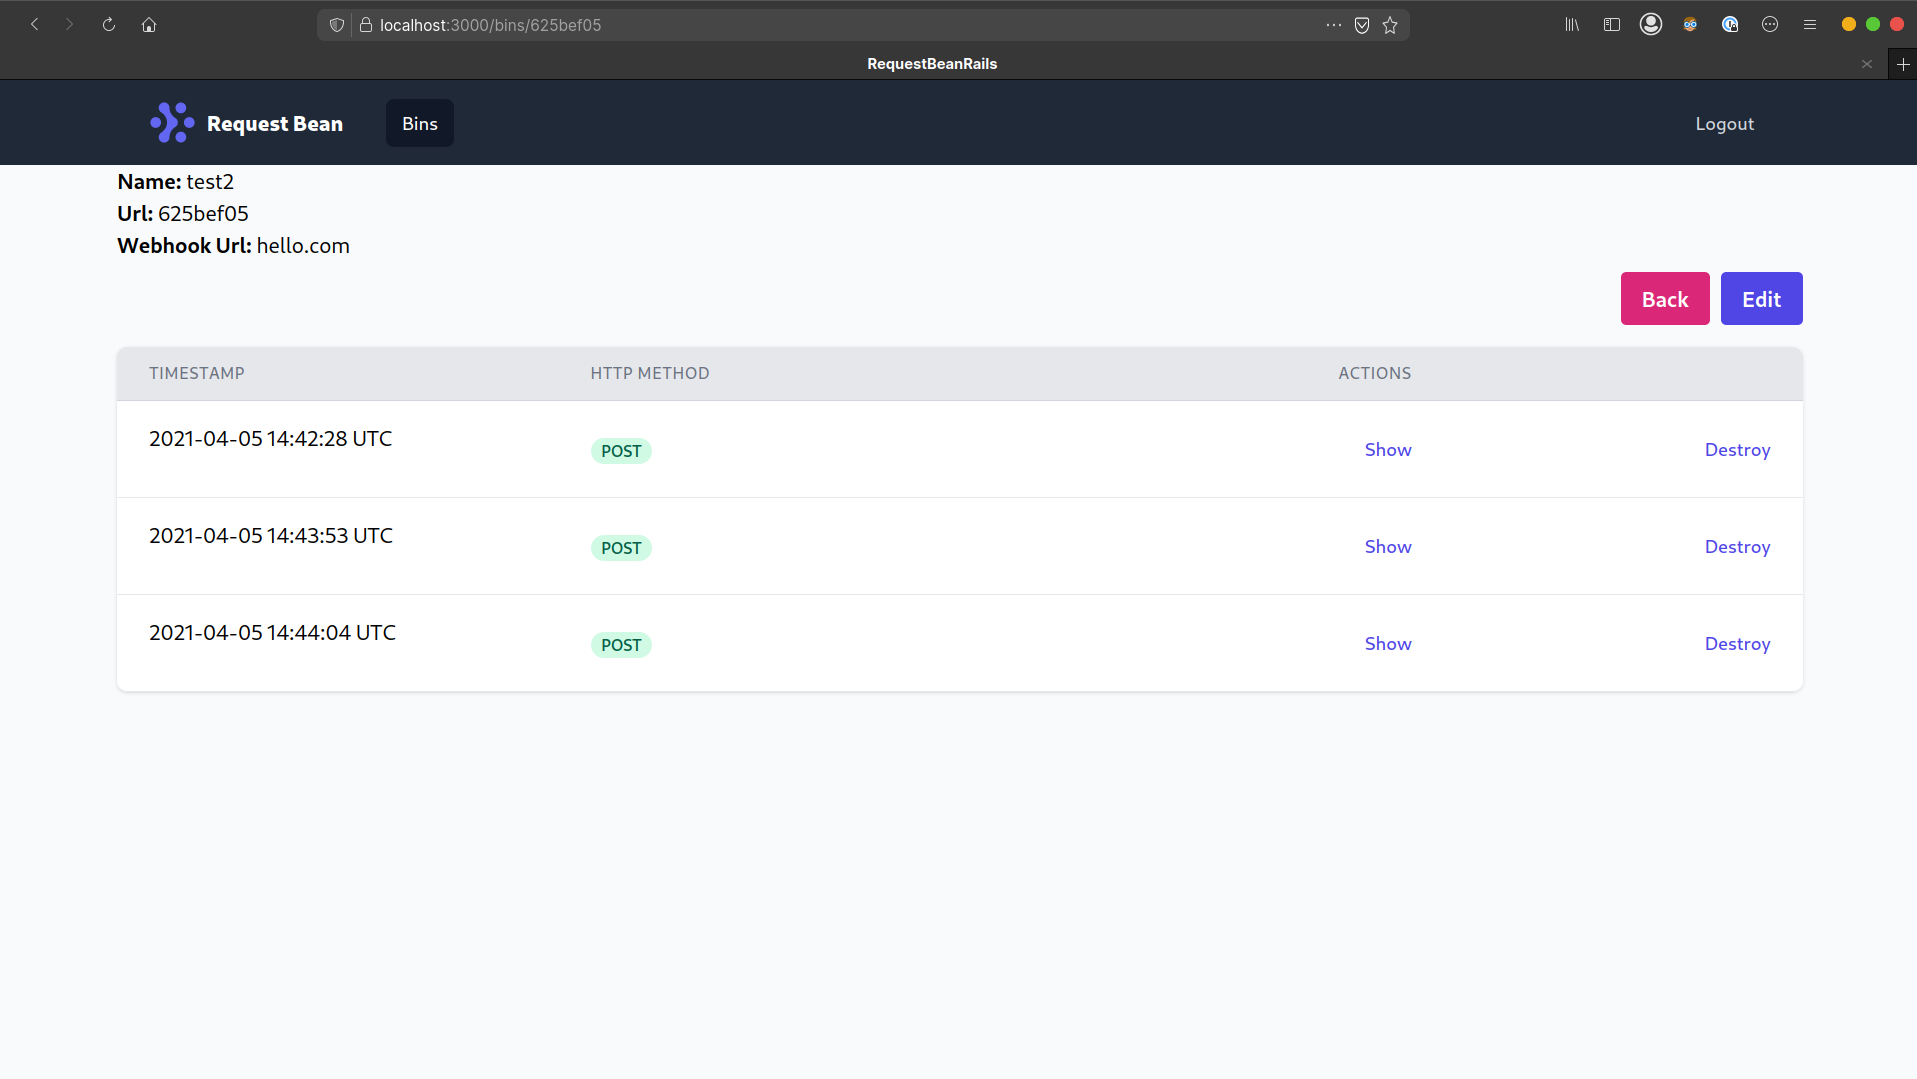 localhost:3000/bins/625bef05
RequestBeanRails
Request Bean Bins Logout
Name: test2
Url: 625bef05
Webhook Url: hello.com
Back Edit
TIMESTAMP HTTP METHOD ACTIONS
2021-04-05 14:42:28 UTC POST Show Destroy
2021-04-05 14:43:53 UTC POST Show Destroy
2021-04-05 14:44:04 UTC POST Show Destroy